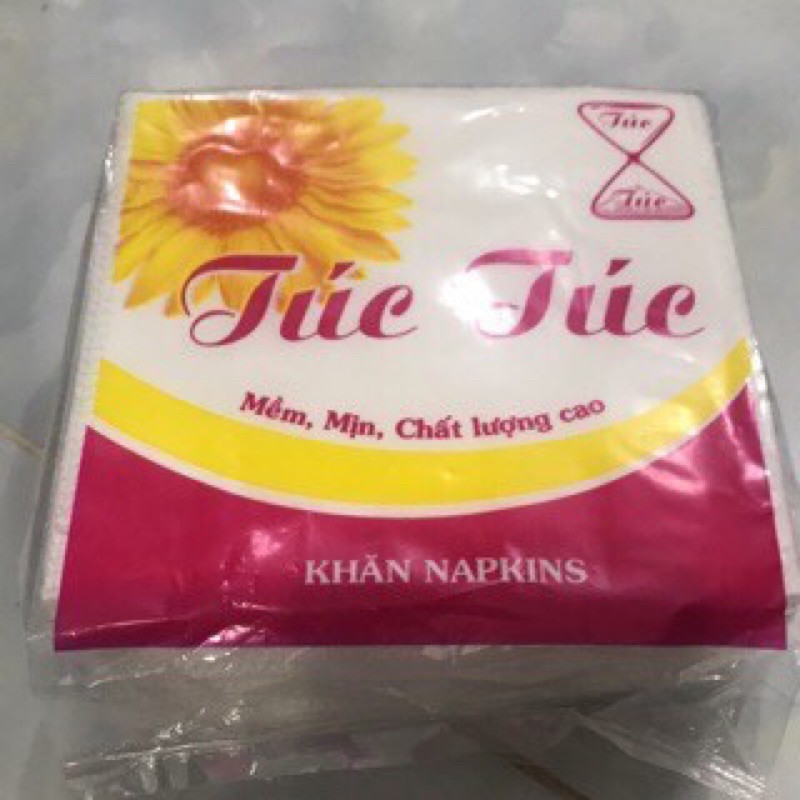 Túc
Túc
Túc Túc
Mềm, Mịn, Chất lượng cao
KHĂN NAPKINS